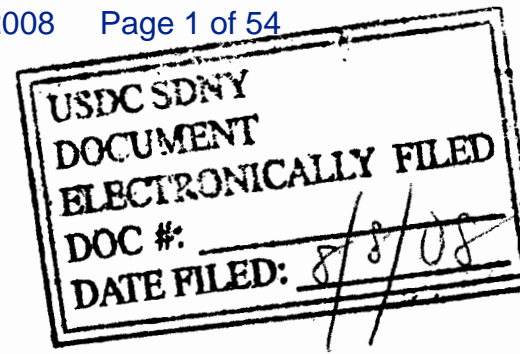 2008 Page 1 of 54
USDC SDNY
DOCUMENT
ELECTRONICALLY FILED
DOC #:
DATE FILED: 8/8/08